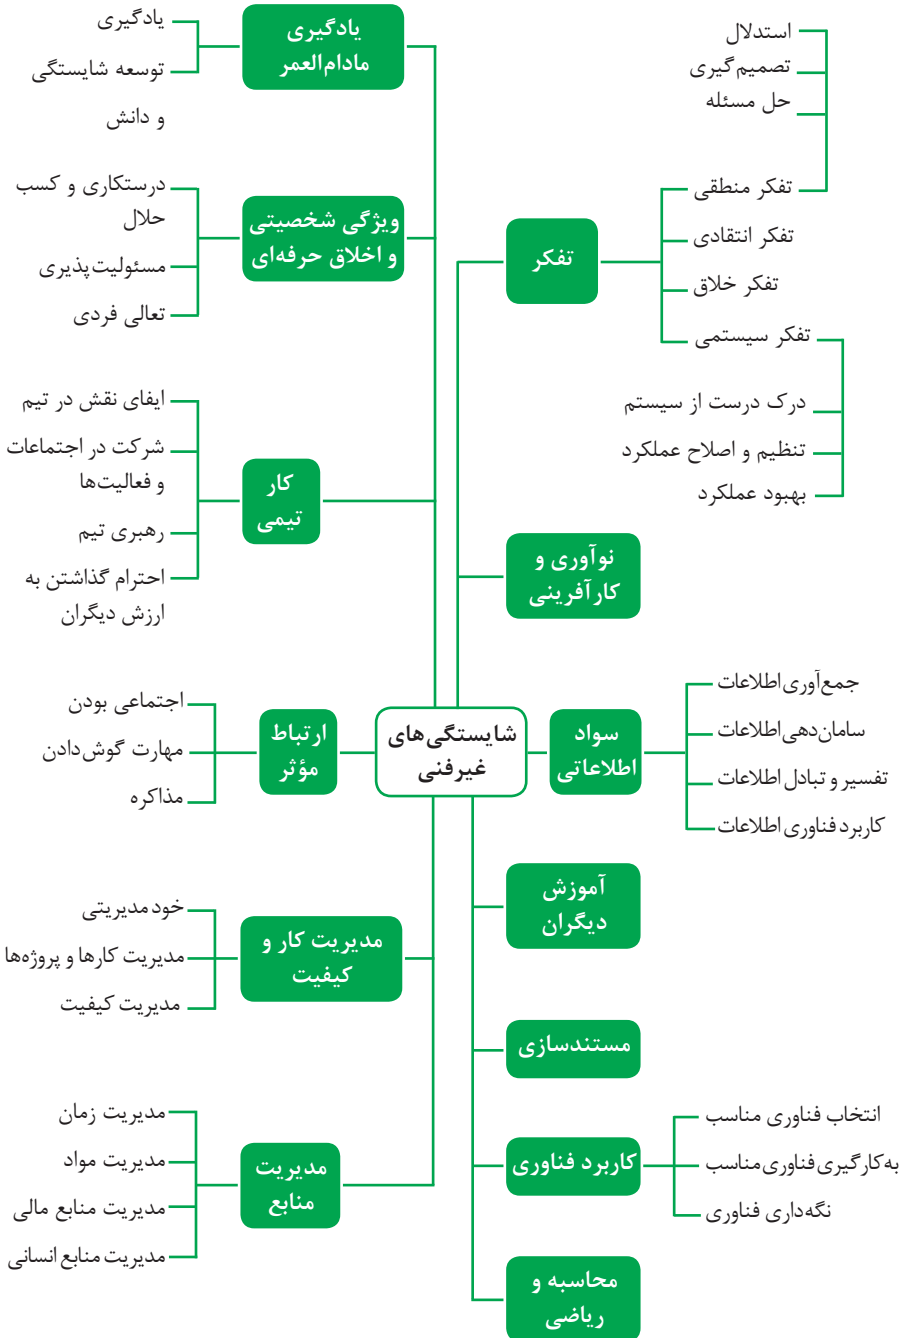 شایستگی‌های
غیرفنی
تفکر
تفکر منطقی
استدلال
تصمیم‌گیری
حل مسئله
تفکر انتقادی
تفکر خلاق
تفکر سیستمی
درک درست از سیستم
تنظیم و اصلاح عملکرد
بهبود عملکرد
نوآوری و
کارآفرینی
سواد
اطلاعاتی
جمع‌آوری اطلاعات
سامان‌دهی اطلاعات
تفسیر و تبادل اطلاعات
کاربرد فناوری اطلاعات
آموزش
دیگران
مستندسازی
کاربرد فناوری
انتخاب فناوری مناسب
به‌کارگیری فناوری مناسب
نگه‌داری فناوری
محاسبه و
ریاضی
یادگیری
مادام‌العمر
یادگیری
توسعه شایستگی
و دانش
ویژگی شخصیتی
و اخلاق حرفه‌ای
درستکاری و کسب
حلال
مسئولیت‌پذیری
تعالی فردی
کار
تیمی
ایفای نقش در تیم
شرکت در اجتماعات
و فعالیت‌ها
رهبری تیم
احترام گذاشتن به
ارزش دیگران
ارتباط
مؤثر
اجتماعی بودن
مهارت گوش‌دادن
مذاکره
مدیریت کار و
کیفیت
خود مدیریتی
مدیریت کارها و پروژه‌ها
مدیریت کیفیت
مدیریت
منابع
مدیریت زمان
مدیریت مواد
مدیریت منابع مالی
مدیریت منابع انسانی